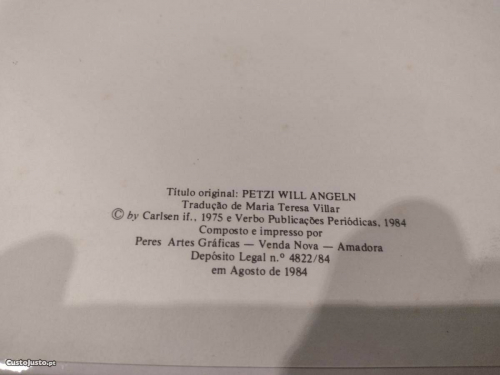 Título original: PETZI WILL ANGELN
Tradução de Maria Teresa Villar
© by Carlsen if., 1975 e Verbo Publicações Periódicas, 1984
Composto e impresso por
Peres Artes Gráficas — Venda Nova — Amadora
Depósito Legal n.º 4822/84
em Agosto de 1984
CustoJusto.pt